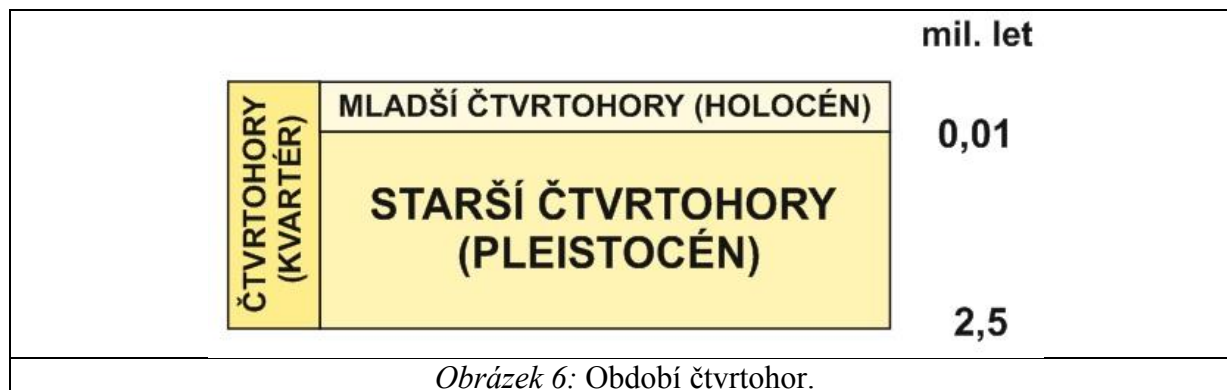 mil. let
ČTVRTOHORY
(KVARTÉR)
MLADŠÍ ČTVRTOHORY (HOLOCÉN)
0,01
STARŠÍ ČTVRTOHORY
(PLEISTOCÉN)
2,5
Obrázek 6: Období čtvrtohor.